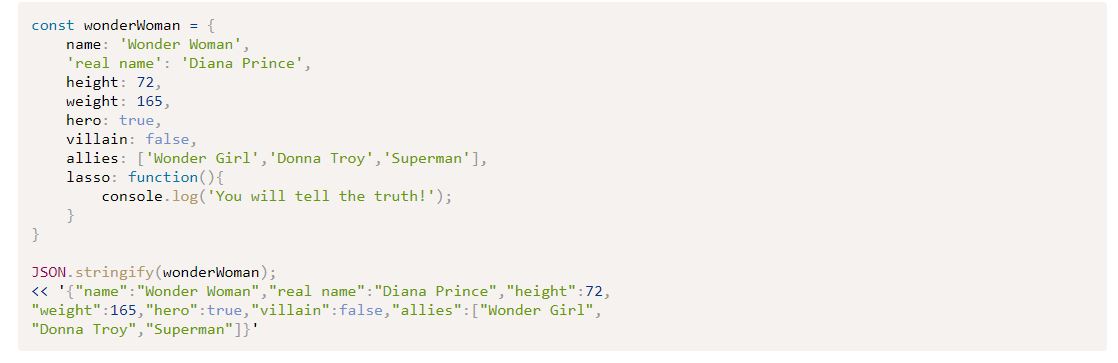 const wonderWoman = {
    name: 'Wonder Woman',
    'real name': 'Diana Prince',
    height: 72,
    weight: 165,
    hero: true,
    villain: false,
    allies: ['Wonder Girl','Donna Troy','Superman'],
    lasso: function(){
        console.log('You will tell the truth!');
    }
}

JSON.stringify(wonderWoman);
<< '{"name":"Wonder Woman","real name":"Diana Prince","height":72,
"weight":165,"hero":true,"villain":false,"allies":["Wonder Girl",
"Donna Troy","Superman"]}'